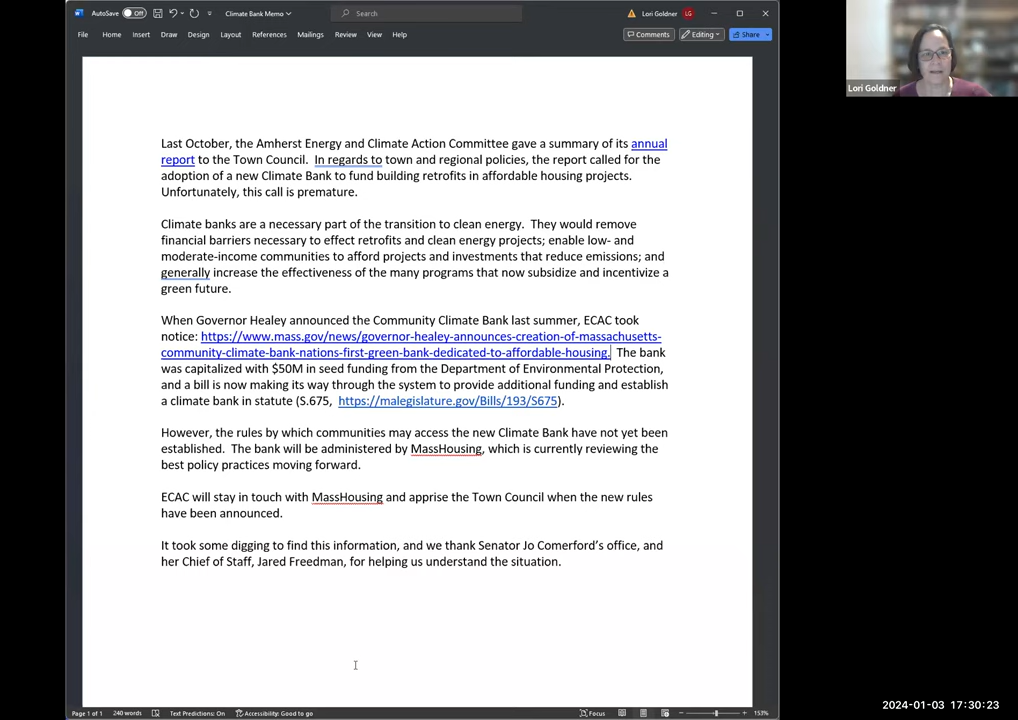 AutoSave Off Climate Bank Memo Search Lori Goldner LG
File Home Insert Draw Design Layout References Mailings Review View Help Comments Editing Share
Lori Goldner
Last October, the Amherst Energy and Climate Action Committee gave a summary of its annual
report to the Town Council. In regards to town and regional policies, the report called for the
adoption of a new Climate Bank to fund building retrofits in affordable housing projects.
Unfortunately, this call is premature.
Climate banks are a necessary part of the transition to clean energy. They would remove
financial barriers necessary to effect retrofits and clean energy projects; enable low- and
moderate-income communities to afford projects and investments that reduce emissions; and
generally increase the effectiveness of the many programs that now subsidize and incentivize a
green future.
When Governor Healey announced the Community Climate Bank last summer, ECAC took
notice: https://www.mass.gov/news/governor-healey-announces-creation-of-massachusetts-
community-climate-bank-nations-first-green-bank-dedicated-to-affordable-housing. The bank
was capitalized with $50M in seed funding from the Department of Environmental Protection,
and a bill is now making its way through the system to provide additional funding and establish
a climate bank in statute (S.675, https://malegislature.gov/Bills/193/S675).
However, the rules by which communities may access the new Climate Bank have not yet been
established. The bank will be administered by MassHousing, which is currently reviewing the
best policy practices moving forward.
ECAC will stay in touch with MassHousing and apprise the Town Council when the new rules
have been announced.
It took some digging to find this information, and we thank Senator Jo Comerford's office, and
her Chief of Staff, Jared Freedman, for helping us understand the situation.
Page 1 of 1 240 words Text Predictions: On Accessibility: Good to go Focus 153%
2024-01-03 17:30:23